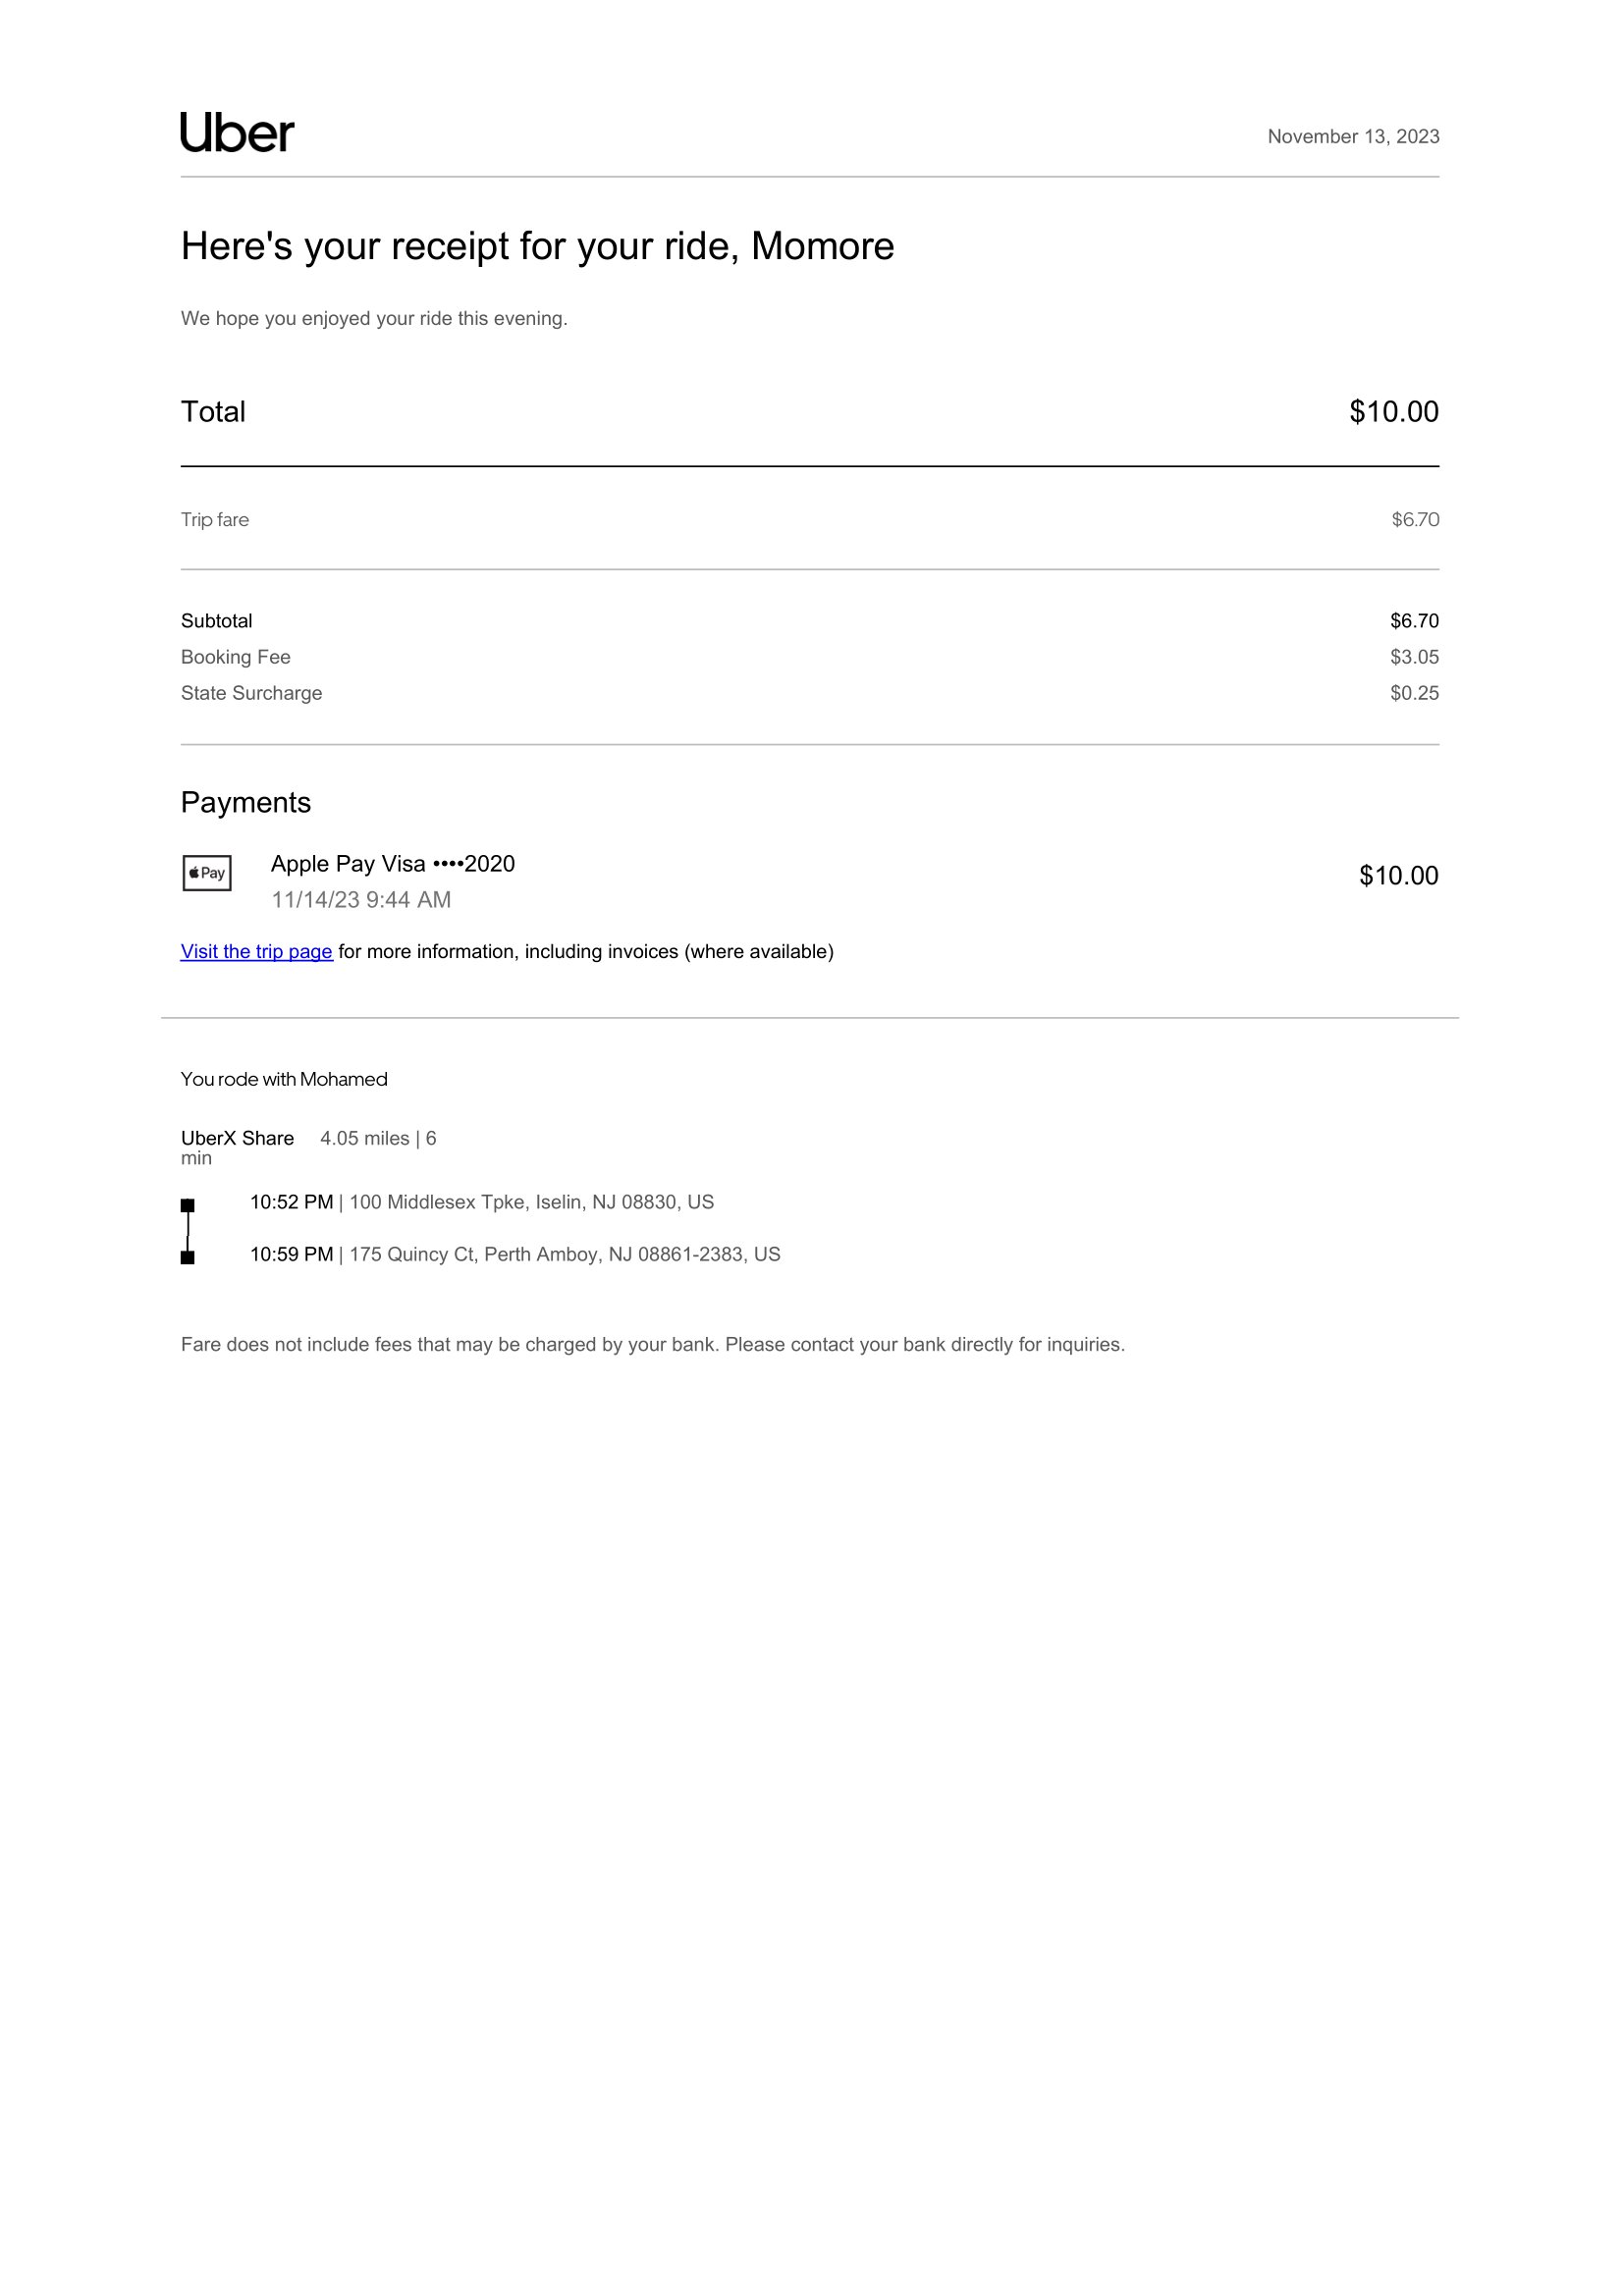 Uber
November 13, 2023
Here's your receipt for your ride, Momore
We hope you enjoyed your ride this evening.
Total $10.00
Trip fare $6.70
Subtotal $6.70
Booking Fee $3.05
State Surcharge $0.25
Payments
Pay
Apple Pay Visa ••••2020
$10.00
11/14/23 9:44 AM
Visit the trip page for more information, including invoices (where available)
You rode with Mohamed
UberX Share 4.05 miles | 6
min
10:52 PM | 100 Middlesex Tpke, Iselin, NJ 08830, US
10:59 PM | 175 Quincy Ct, Perth Amboy, NJ 08861-2383, US
Fare does not include fees that may be charged by your bank. Please contact your bank directly for inquiries.